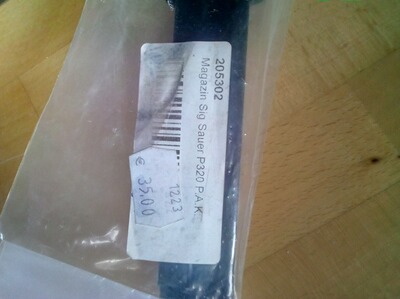 205302
Magazin Sig Sauer P320 P.A.K.
1223
€ 35.00